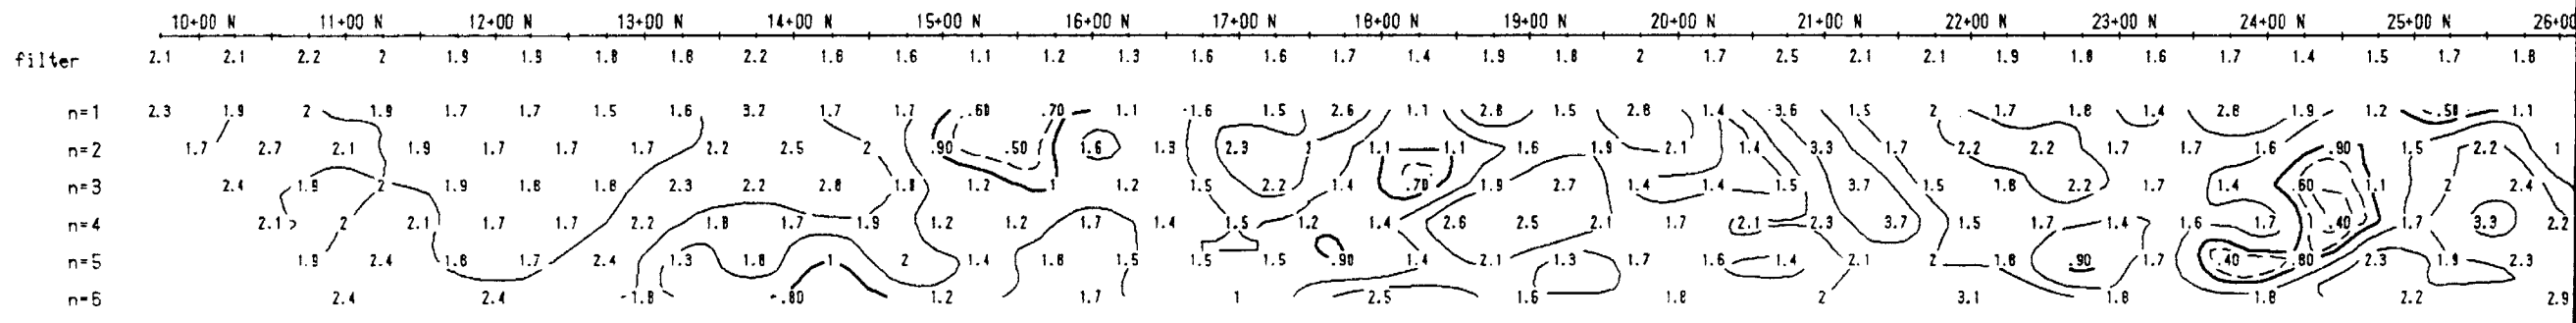 10+00 N 11+00 N 12+00 N 13+00 N 14+00 N 15+00 N 16+00 N 17+00 N 18+00 N 19+00 N 20+00 N 21+00 N 22+00 N 23+00 N 24+00 N 25+00 N 26+00
filter 2.1 2.1 2.2 2 1.9 1.9 1.8 1.8 2.2 1.8 1.6 1.1 1.2 1.3 1.6 1.6 1.7 1.4 1.9 1.8 2 1.7 2.5 2.1 2.1 1.9 1.8 1.6 1.7 1.4 1.5 1.7 1.8
n=1 2.3 1.9 2 1.9 1.7 1.7 1.5 1.6 3.2 1.7 1.7 .60 .70 1.1 1.6 1.5 2.6 1.1 2.8 1.5 2.8 1.4 3.6 1.5 2 1.7 1.8 1.4 2.8 1.9 1.2 .50 1.1
n=2 1.7 2.7 2.1 1.9 1.7 1.7 1.7 2.2 2.5 2 .90 .50 1.6 1.3 2.3 2 1.1 1.1 1.6 1.9 2.1 1.4 3.3 1.7 2.2 2.2 1.7 1.7 1.6 .80 1.5 2.2 1
n=3 2.4 1.9 2 1.9 1.8 1.8 2.3 2.2 2.8 1.8 1.2 1 1.2 1.5 2.2 1.4 .70 1.9 2.7 1.4 1.4 1.5 3.7 1.5 1.8 2.2 1.7 1.4 .60 1.1 2 2.4
n=4 2.1 2 2.1 1.7 1.7 2.2 1.8 1.7 1.9 1.2 1.2 1.7 1.4 1.5 1.2 1.4 2.6 2.5 2.1 1.7 2.1 2.3 3.7 1.5 1.7 1.4 1.6 1.7 .40 1.7 3.3 2.2
n=5 1.9 2.4 1.8 1.7 2.4 1.3 1.8 1 2 1.4 1.8 1.5 1.5 1.5 .90 1.4 2.1 1.3 1.7 1.6 1.4 2.1 2 1.8 .90 1.7 .40 .80 2.3 1.9 2.3
n=6 2.4 2.4 1.8 .80 1.2 1.7 1 2.5 1.6 1.8 2 3.1 1.8 1.8 2.2 2.9